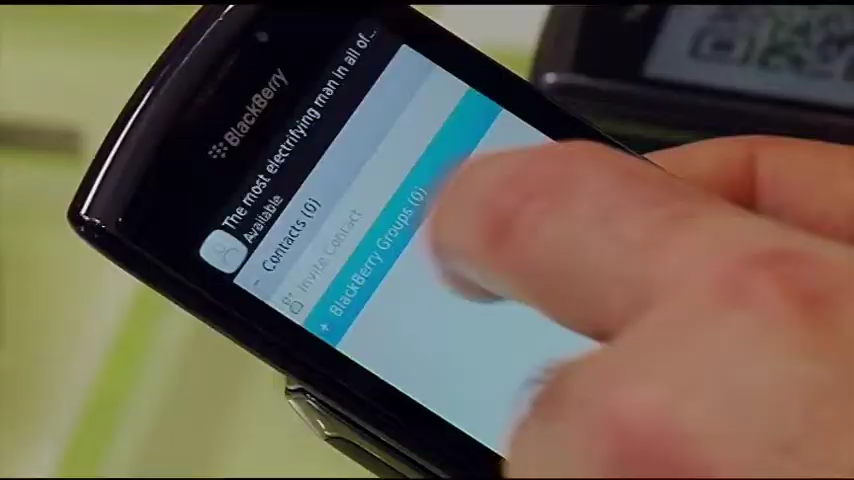 BlackBerry
The most electrifying man in all of...
Available
- Contacts (0)
Invite Contact
+ BlackBerry Groups (0)